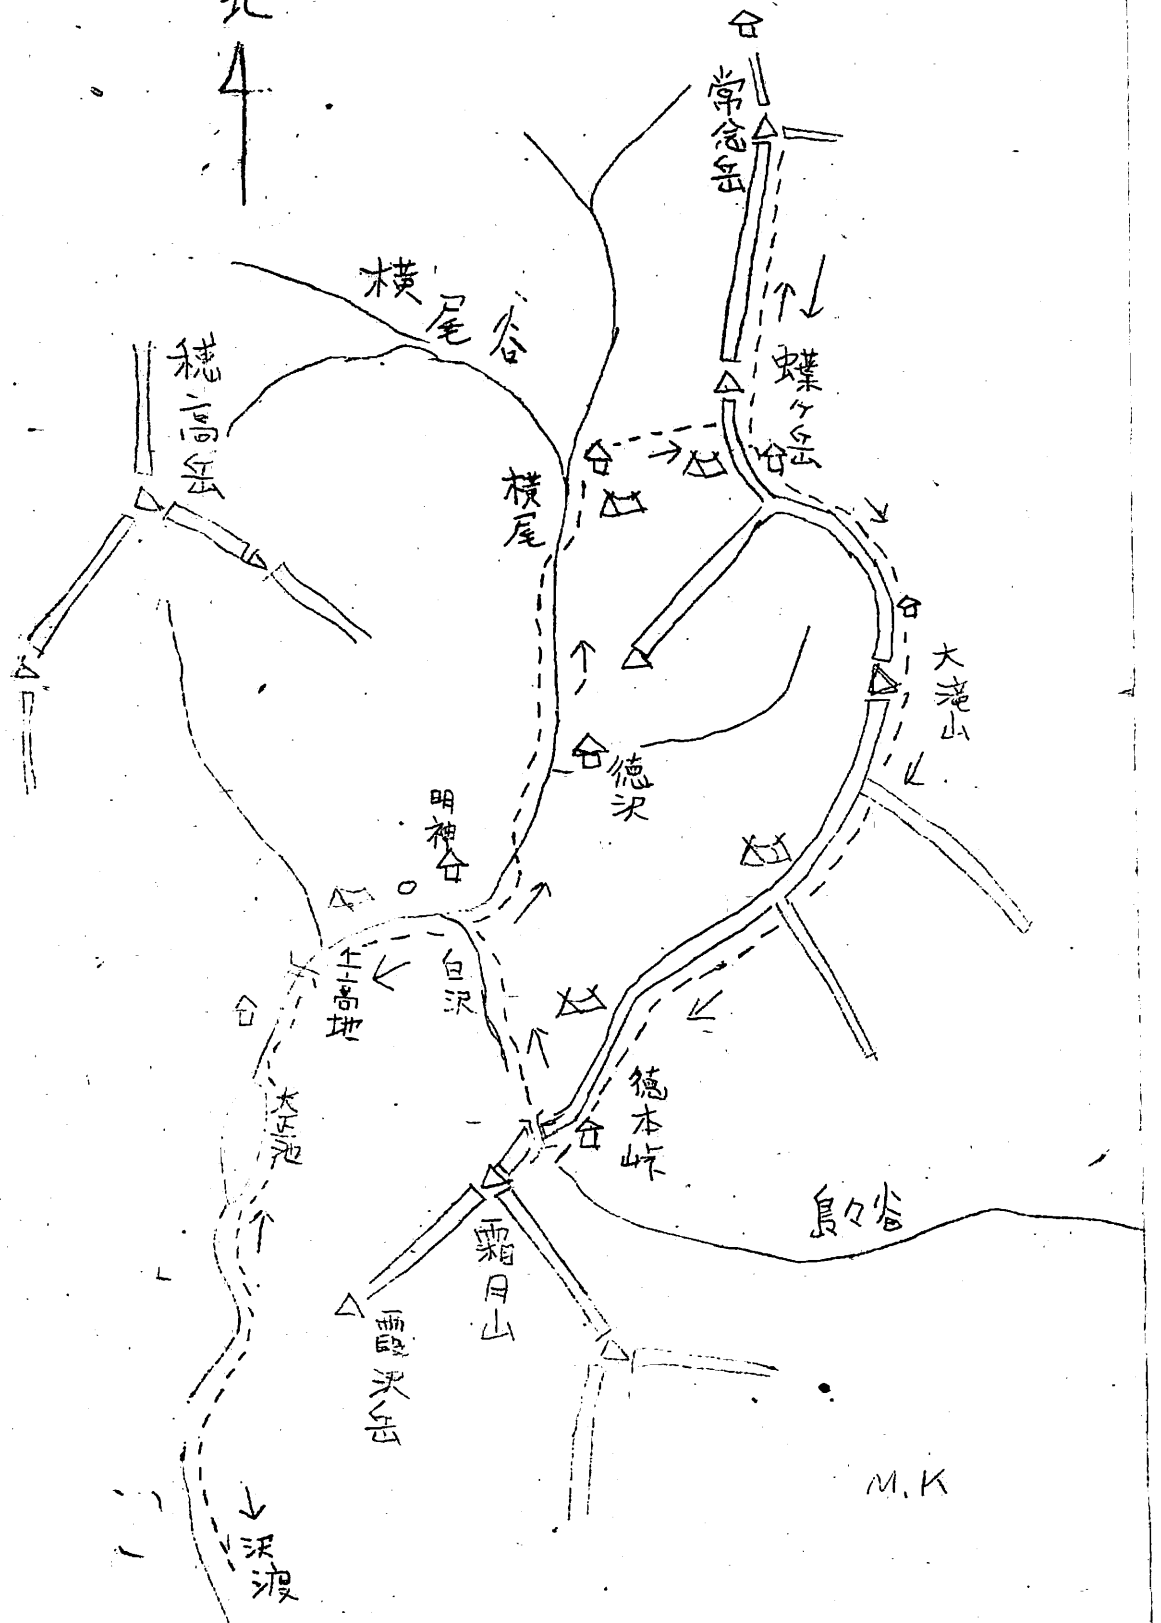 北
常念岳
横尾谷
穂高岳
蝶ヶ岳
横尾
大滝山
徳沢
明神
白沢
上高地
徳本峠
大正池
島々谷
霜月山
霞沢岳
M.K
沢渡